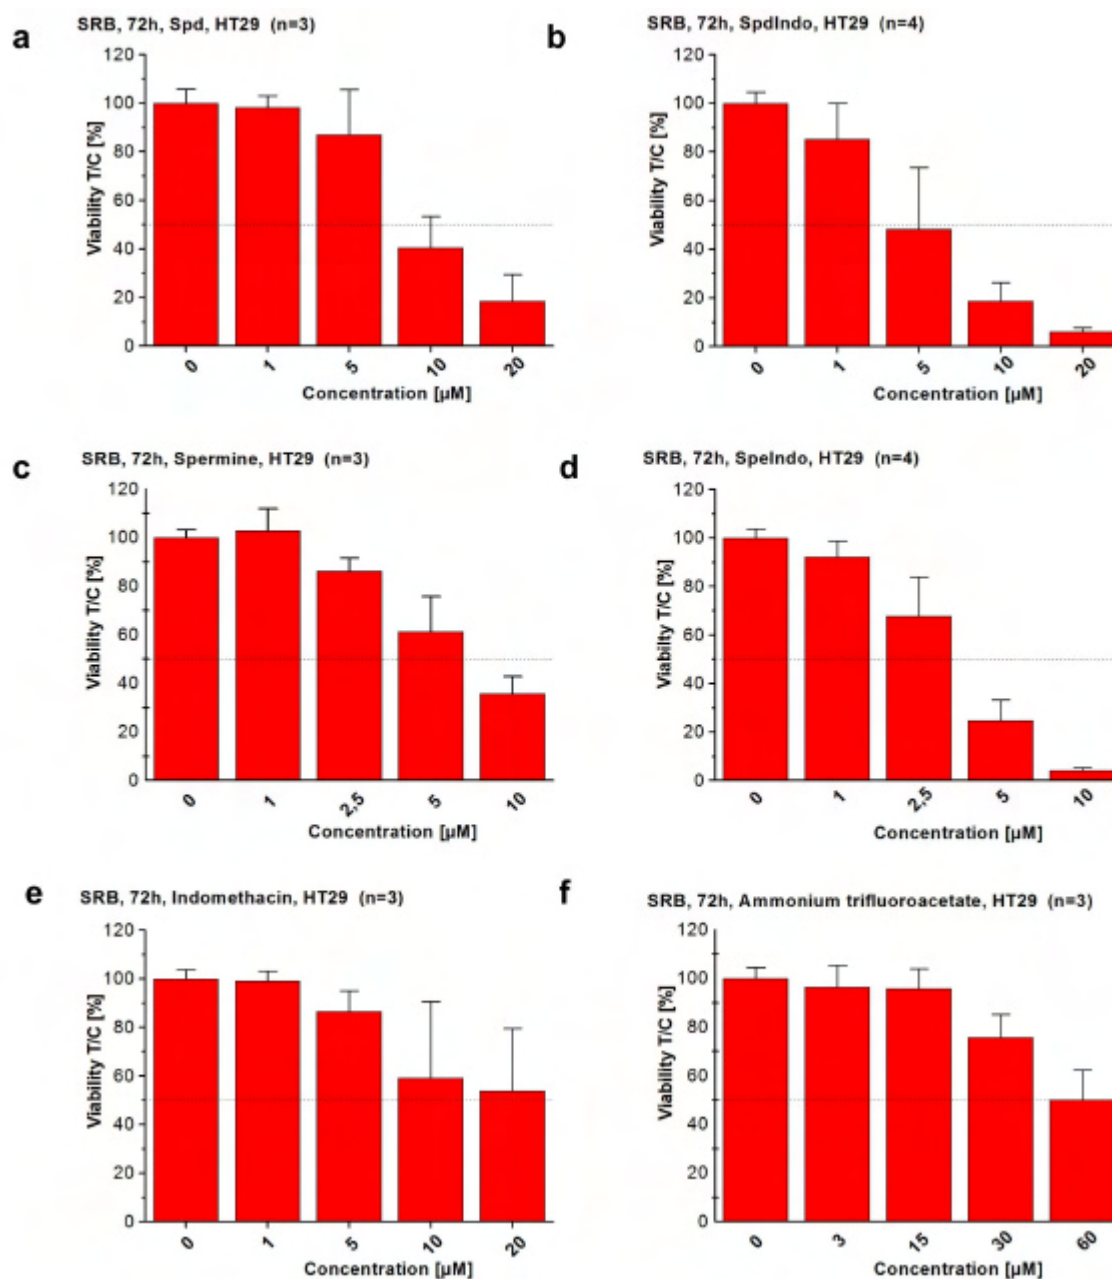 a
SRB, 72h, Spd, HT29 (n=3)
120
100
80
60
40
20
0
Viability T/C [%]
0 1 5 10 20
Concentration [µM]
b
SRB, 72h, SpdIndo, HT29 (n=4)
120
100
80
60
40
20
0
Viability T/C [%]
0 1 5 10 20
Concentration [µM]
c
SRB, 72h, Spermine, HT29 (n=3)
120
100
80
60
40
20
0
Viability T/C [%]
0 1 2,5 5 10
Concentration [µM]
d
SRB, 72h, SpeIndo, HT29 (n=4)
120
100
80
60
40
20
0
Viabilty T/C [%]
0 1 2,5 5 10
Concentration [µM]
e
SRB, 72h, Indomethacin, HT29 (n=3)
120
100
80
60
40
20
0
Viability T/C [%]
0 1 5 10 20
Concentration [µM]
f
SRB, 72h, Ammonium trifluoroacetate, HT29 (n=3)
120
100
80
60
40
20
0
Viability T/C [%]
0 3 15 30 60
Concentration [µM]